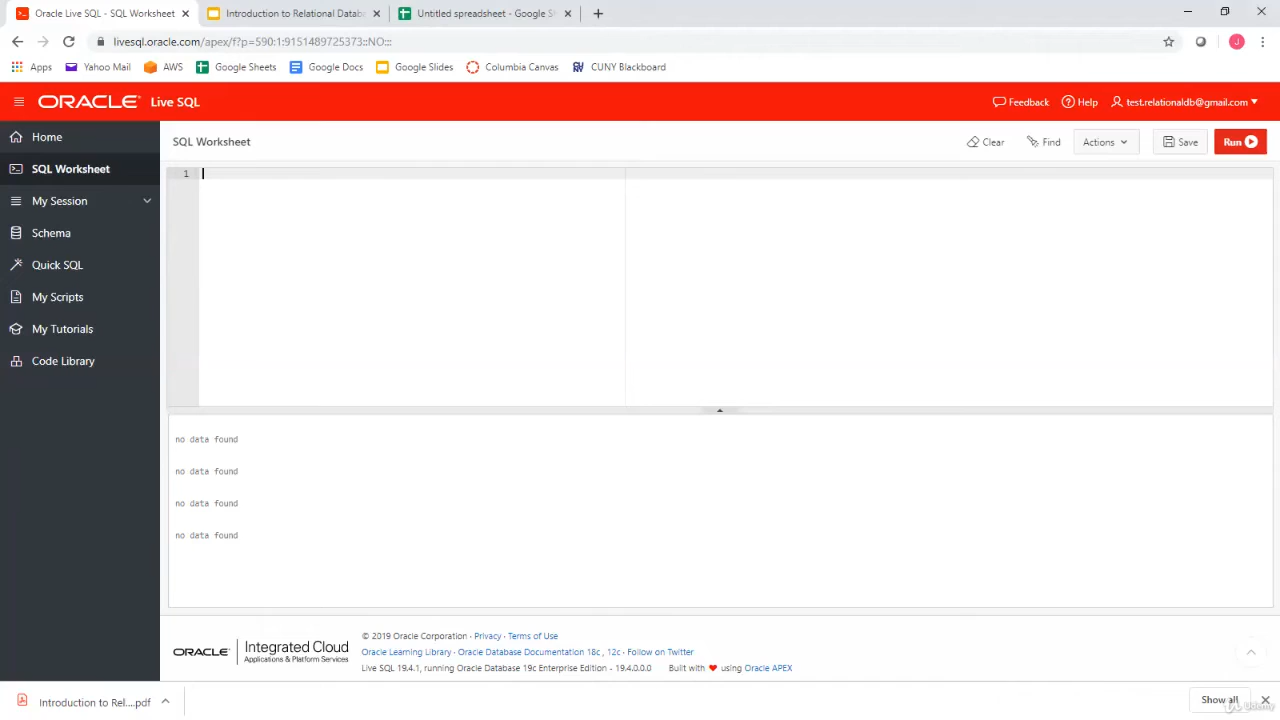 Oracle Live SQL - SQL Worksheet
Introduction to Relational Databa
Untitled spreadsheet - Google Sh
livesql.oracle.com/apex/f?p=590:1:9151489725373::NO:::
J
Apps Yahoo Mail AWS Google Sheets Google Docs Google Slides Columbia Canvas CUNY Blackboard
ORACLE Live SQL
Feedback Help test.relationaldb@gmail.com
Home
SQL Worksheet
My Session
Schema
Quick SQL
My Scripts
My Tutorials
Code Library
SQL Worksheet
Clear Find Actions Save Run
1
no data found
no data found
no data found
no data found
ORACLE Integrated Cloud
Applications & Platform Services
© 2019 Oracle Corporation · Privacy · Terms of Use
Oracle Learning Library · Oracle Database Documentation 18c , 12c · Follow on Twitter
Live SQL 19.4.1, running Oracle Database 19c Enterprise Edition - 19.4.0.0.0 Built with ♥ using Oracle APEX
Introduction to Rel....pdf
Show all
Udemy